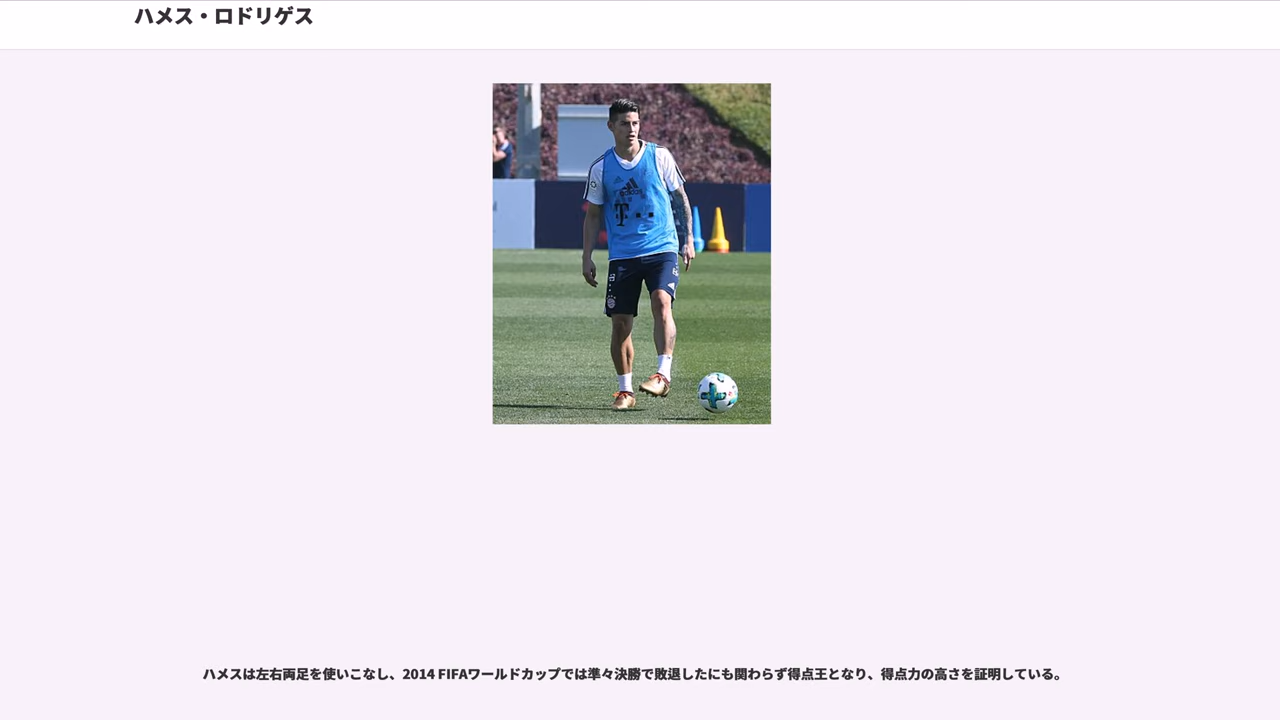 ハメス・ロドリゲス
adidas
T
ハメスは左右両足を使いこなし、2014 FIFAワールドカップでは準々決勝で敗退したにも関わらず得点王となり、得点力の高さを証明している。